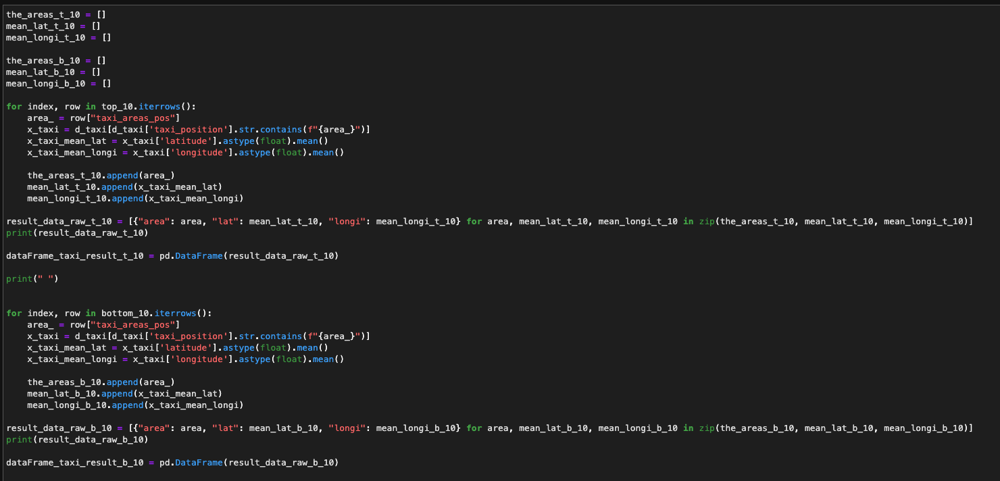 the_areas_t_10 = []
mean_lat_t_10 = []
mean_longi_t_10 = []

the_areas_b_10 = []
mean_lat_b_10 = []
mean_longi_b_10 = []

for index, row in top_10.iterrows():
    area_ = row["taxi_areas_pos"]
    x_taxi = d_taxi[d_taxi['taxi_position'].str.contains(f"{area_}")]
    x_taxi_mean_lat = x_taxi['latitude'].astype(float).mean()
    x_taxi_mean_longi = x_taxi['longitude'].astype(float).mean()

    the_areas_t_10.append(area_)
    mean_lat_t_10.append(x_taxi_mean_lat)
    mean_longi_t_10.append(x_taxi_mean_longi)

result_data_raw_t_10 = [{"area": area, "lat": mean_lat_t_10, "longi": mean_longi_t_10} for area, mean_lat_t_10, mean_longi_t_10 in zip(the_areas_t_10, mean_lat_t_10, mean_longi_t_10)]
print(result_data_raw_t_10)

dataFrame_taxi_result_t_10 = pd.DataFrame(result_data_raw_t_10)

print(" ")


for index, row in bottom_10.iterrows():
    area_ = row["taxi_areas_pos"]
    x_taxi = d_taxi[d_taxi['taxi_position'].str.contains(f"{area_}")]
    x_taxi_mean_lat = x_taxi['latitude'].astype(float).mean()
    x_taxi_mean_longi = x_taxi['longitude'].astype(float).mean()

    the_areas_b_10.append(area_)
    mean_lat_b_10.append(x_taxi_mean_lat)
    mean_longi_b_10.append(x_taxi_mean_longi)

result_data_raw_b_10 = [{"area": area, "lat": mean_lat_b_10, "longi": mean_longi_b_10} for area, mean_lat_b_10, mean_longi_b_10 in zip(the_areas_b_10, mean_lat_b_10, mean_longi_b_10)]
print(result_data_raw_b_10)

dataFrame_taxi_result_b_10 = pd.DataFrame(result_data_raw_b_10)